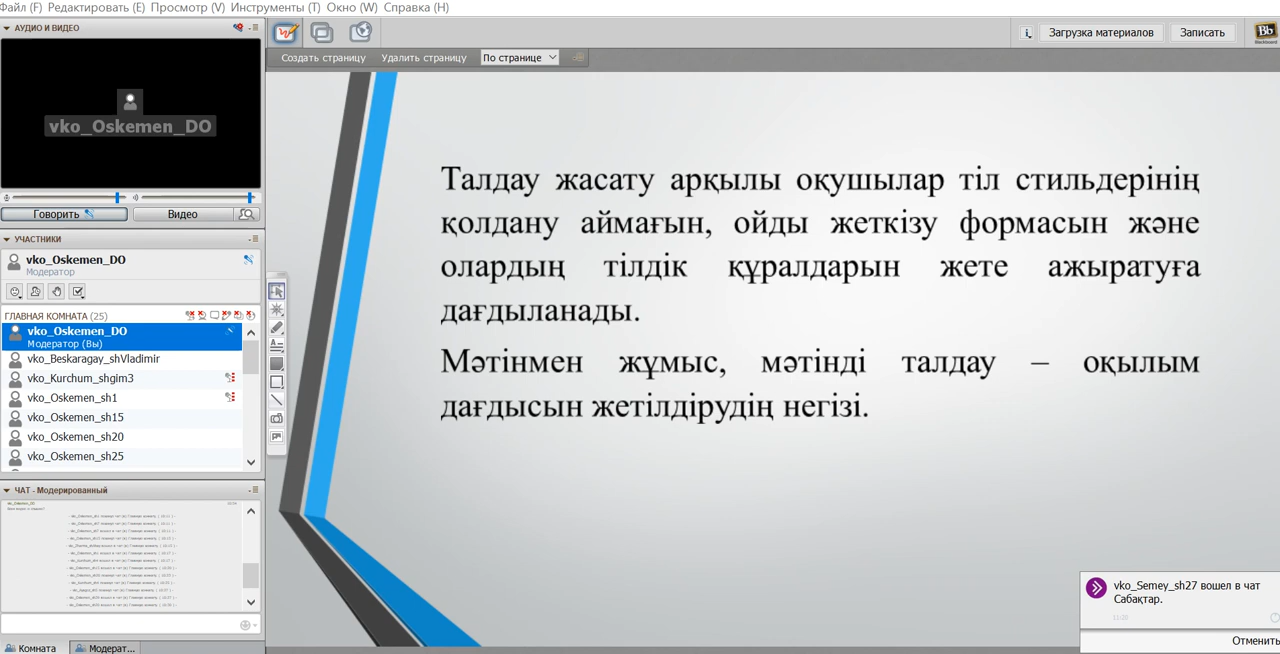 Файл (F) Редактировать (E) Просмотр (V) Инструменты (T) Окно (W) Справка (H)
АУДИО И ВИДЕО
vko_Oskemen_DO
Говорить
Видео
УЧАСТНИКИ
vko_Oskemen_DO
Модератор
ГЛАВНАЯ КОМНАТА (25)
vko_Oskemen_DO
Модератор (Вы)
vko_Beskaragay_shVladimir
vko_Kurchum_shgim3
vko_Oskemen_sh1
vko_Oskemen_sh15
vko_Oskemen_sh20
vko_Oskemen_sh25
ЧАТ - Модерированный
Комната
Модерат...
Загрузка материалов
Записать
Bb
Создать страницу
Удалить страницу
По странице
Талдау жасату арқылы оқушылар тіл стильдерінің
қолдану аймағын, ойды жеткізу формасын және
олардың тілдік құралдарын жете ажыратуға
дағдыланады.
Мәтінмен жұмыс, мәтінді талдау – оқылым
дағдысын жетілдірудің негізі.
vko_Semey_sh27 вошел в чат
Сабақтар.
11:20
Отменить